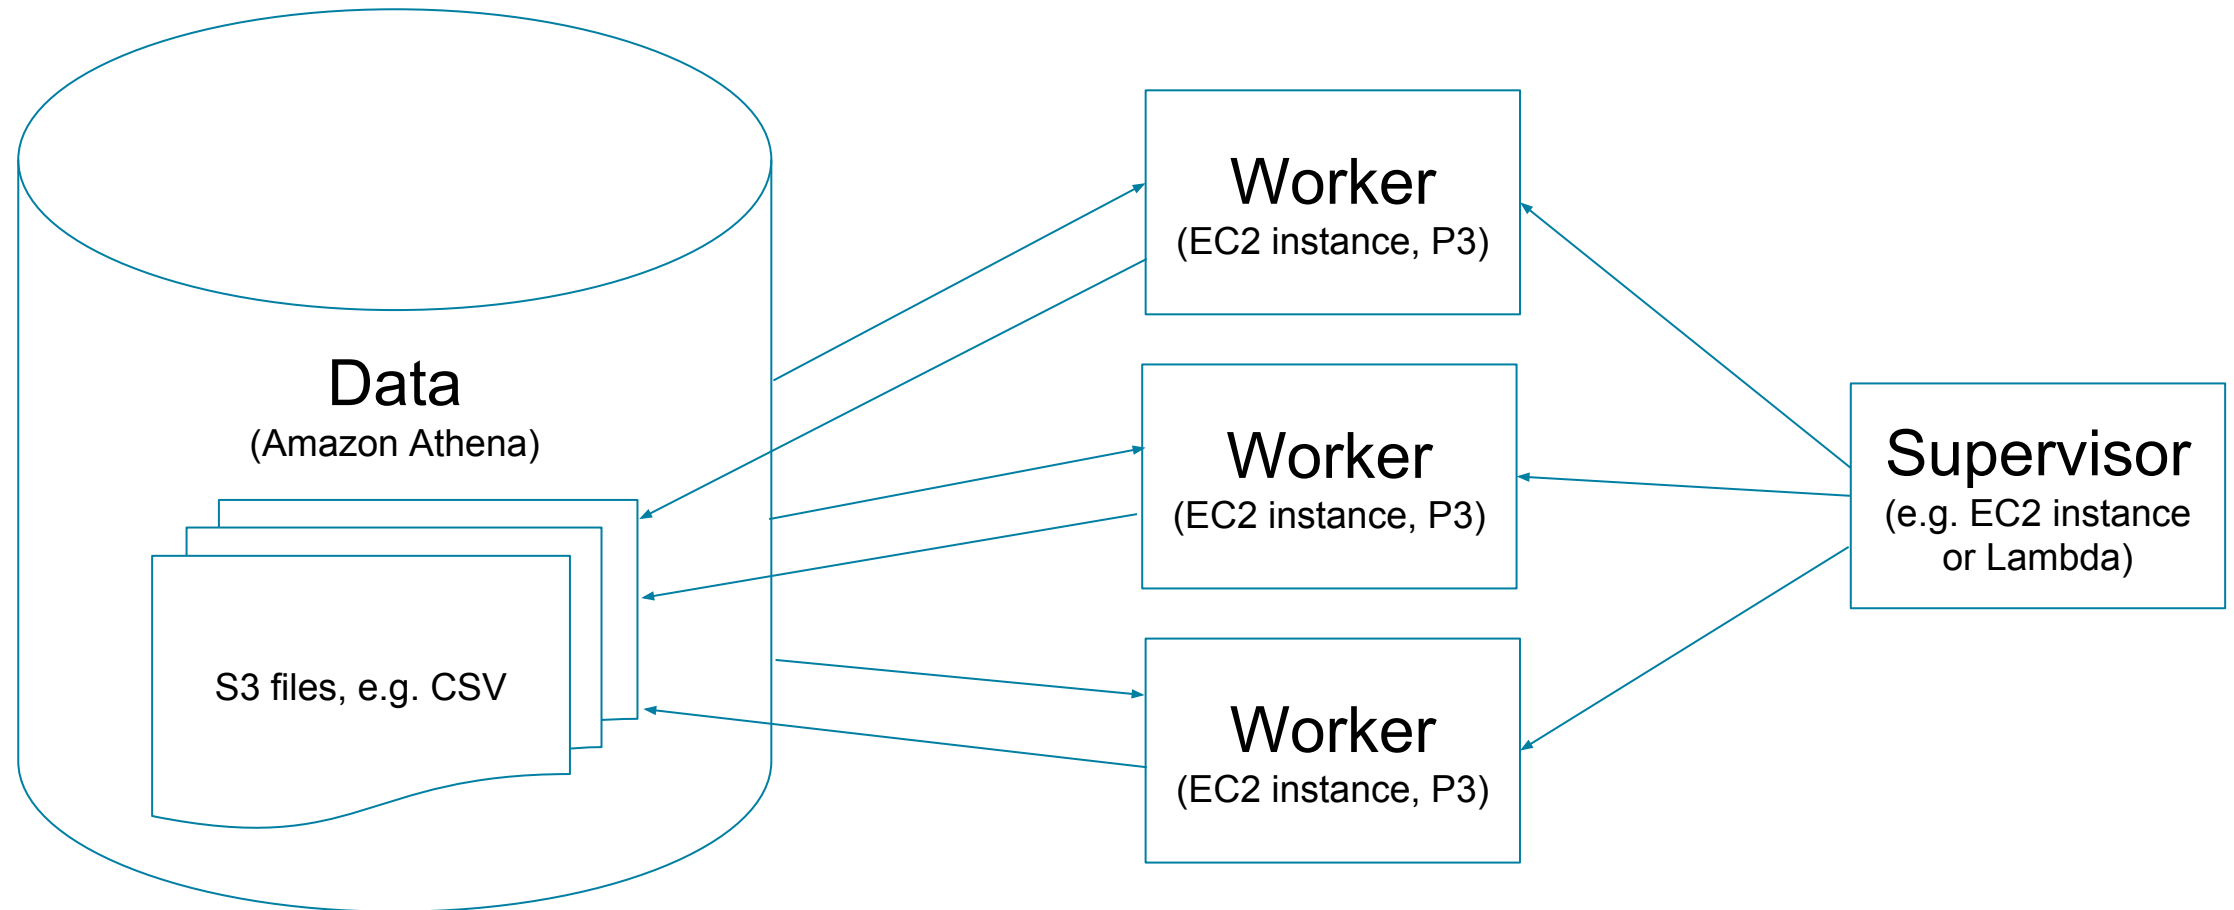 Data
(Amazon Athena)
S3 files, e.g. CSV
Worker
(EC2 instance, P3)
Worker
(EC2 instance, P3)
Worker
(EC2 instance, P3)
Supervisor
(e.g. EC2 instance
or Lambda)